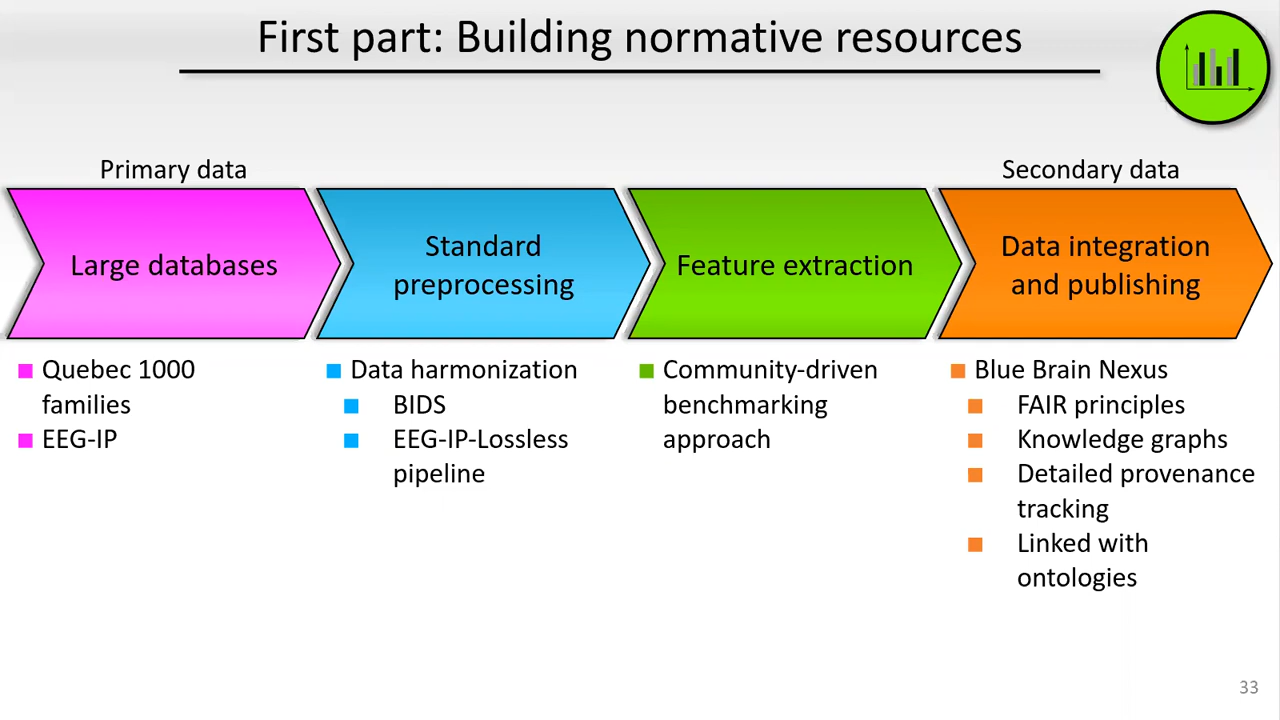 First part: Building normative resources
Primary data
Secondary data
Large databases
Standard
preprocessing
Feature extraction
Data integration
and publishing
Quebec 1000
families
EEG-IP
Data harmonization
BIDS
EEG-IP-Lossless
pipeline
Community-driven
benchmarking
approach
Blue Brain Nexus
FAIR principles
Knowledge graphs
Detailed provenance
tracking
Linked with
ontologies
33